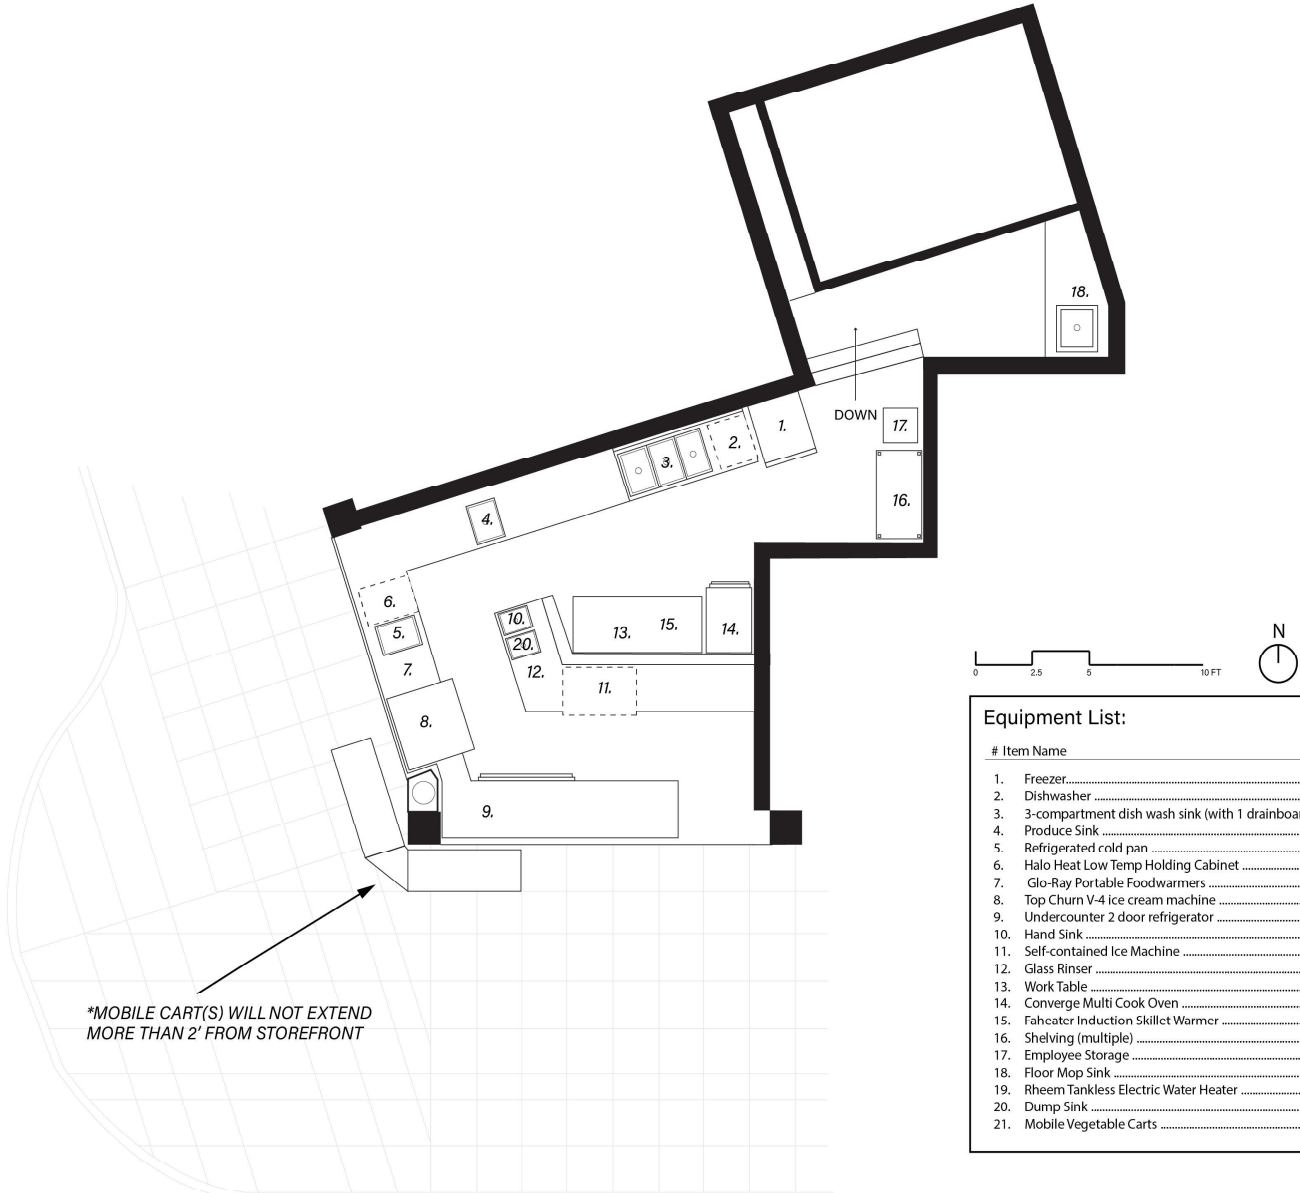 18.
DOWN
17.
1.
2.
3.
16.
4.
6.
5.
10.
20.
13.
15.
14.
7.
12.
11.
8.
9.
N
0 2.5 5 10 FT
*MOBILE CART(S) WILL NOT EXTEND
MORE THAN 2' FROM STOREFRONT
Equipment List:
# Item Name
1. Freezer
2. Dishwasher
3. 3-compartment dish wash sink (with 1 drainboa
4. Produce Sink
5. Refrigerated cold pan
6. Halo Heat Low Temp Holding Cabinet
7. Glo-Ray Portable Foodwarmers
8. Top Churn V-4 ice cream machine
9. Undercounter 2 door refrigerator
10. Hand Sink
11. Self-contained Ice Machine
12. Glass Rinser
13. Work Table
14. Converge Multi Cook Oven
15. Faheater Induction Skillet Warmer
16. Shelving (multiple)
17. Employee Storage
18. Floor Mop Sink
19. Rheem Tankless Electric Water Heater
20. Dump Sink
21. Mobile Vegetable Carts